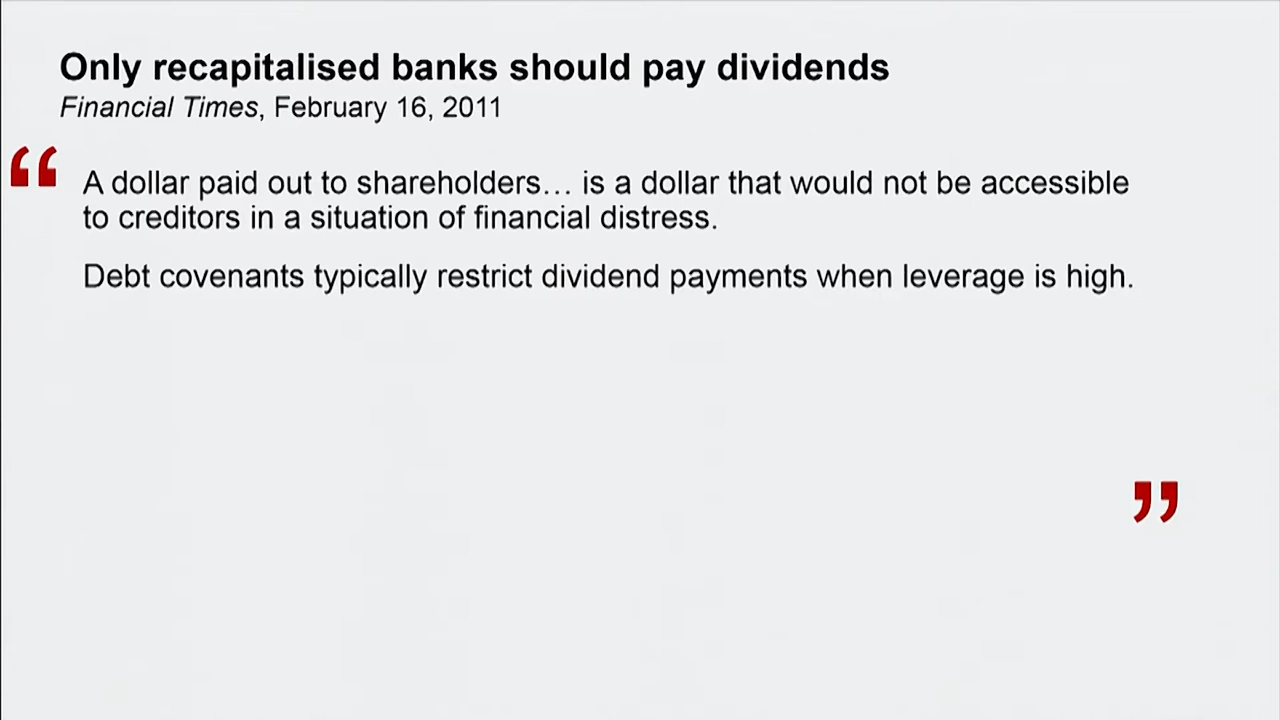 Only recapitalised banks should pay dividends
Financial Times, February 16, 2011
“ A dollar paid out to shareholders… is a dollar that would not be accessible
to creditors in a situation of financial distress.
Debt covenants typically restrict dividend payments when leverage is high.
”